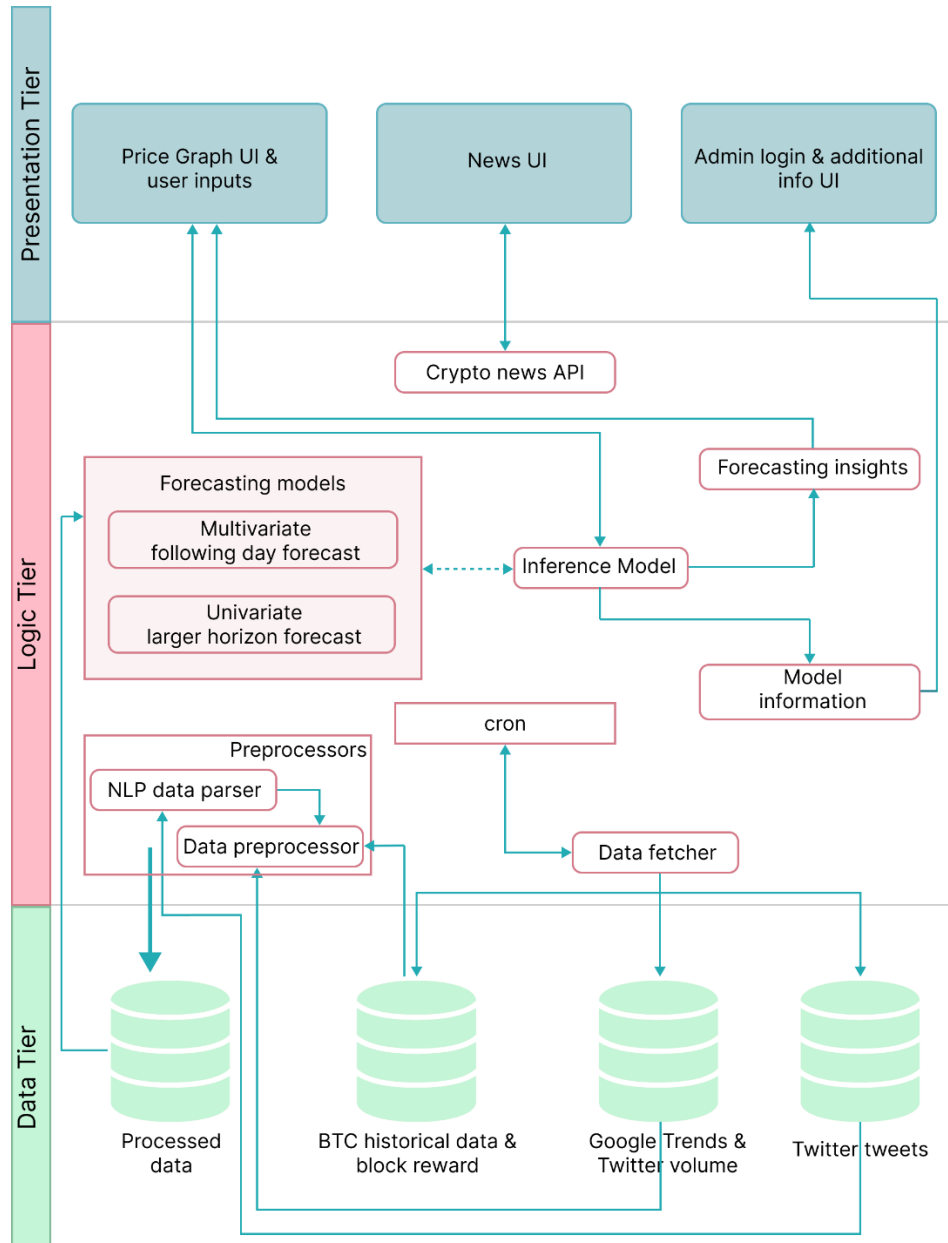 Presentation Tier
Price Graph UI &
user inputs
News UI
Admin login & additional
info UI
Logic Tier
Crypto news API
Forecasting insights
Forecasting models
Multivariate
following day forecast
Inference Model
Univariate
larger horizon forecast
Model
information
cron
Preprocessors
NLP data parser
Data preprocessor
Data fetcher
Data Tier
Processed
data
BTC historical data &
block reward
Google Trends &
Twitter volume
Twitter tweets